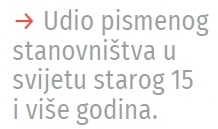 → Udio pismenog
stanovništva u
svijetu starog 15
i više godina.